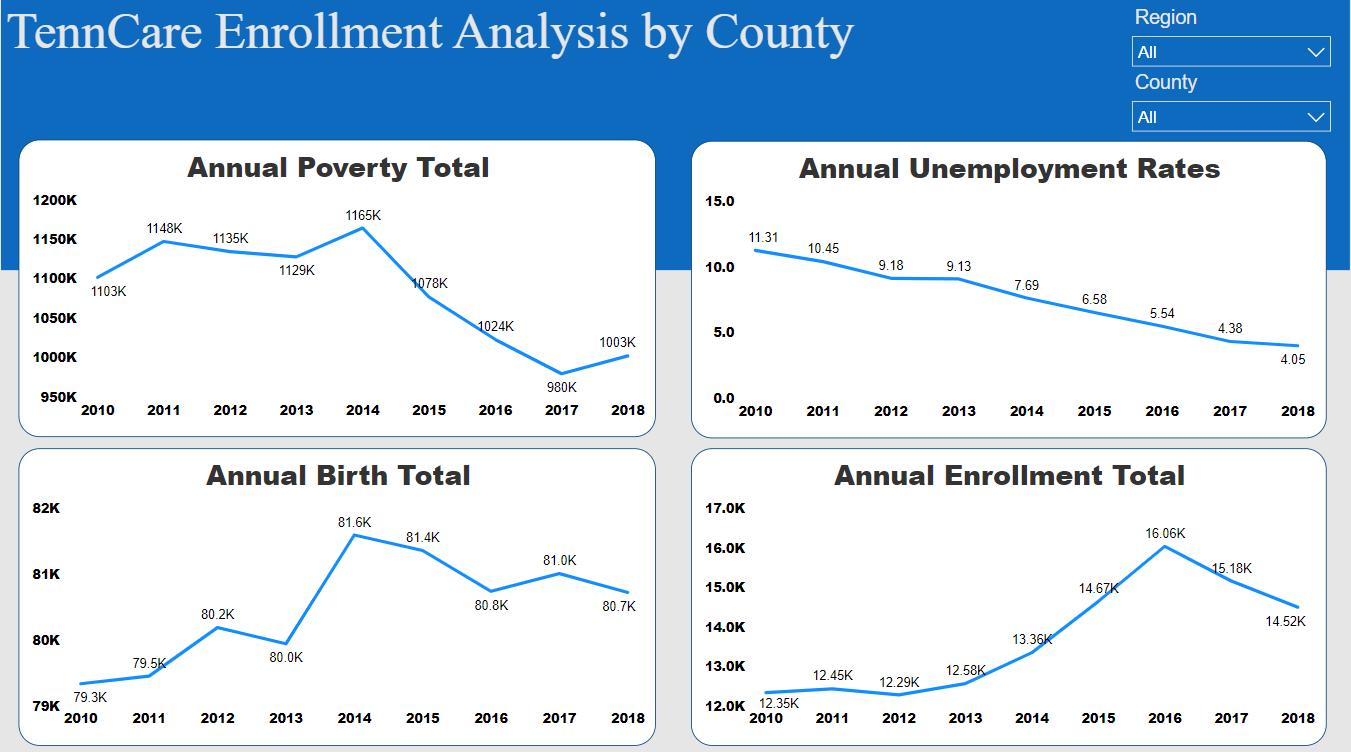 TennCare Enrollment Analysis by County
Region
All
County
All
Annual Poverty Total
1200K
1150K
1100K
1050K
1000K
950K
1103K
1148K
1135K
1129K
1165K
1078K
1024K
980K
1003K
2010 2011 2012 2013 2014 2015 2016 2017 2018
Annual Unemployment Rates
15.0
10.0
5.0
0.0
11.31
10.45
9.18
9.13
7.69
6.58
5.54
4.38
4.05
2010 2011 2012 2013 2014 2015 2016 2017 2018
Annual Birth Total
82K
81K
80K
79K
79.3K
79.5K
80.2K
80.0K
81.6K
81.4K
80.8K
81.0K
80.7K
2010 2011 2012 2013 2014 2015 2016 2017 2018
Annual Enrollment Total
17.0K
16.0K
15.0K
14.0K
13.0K
12.0K
12.35K
12.45K
12.29K
12.58K
13.36K
14.67K
16.06K
15.18K
14.52K
2010 2011 2012 2013 2014 2015 2016 2017 2018